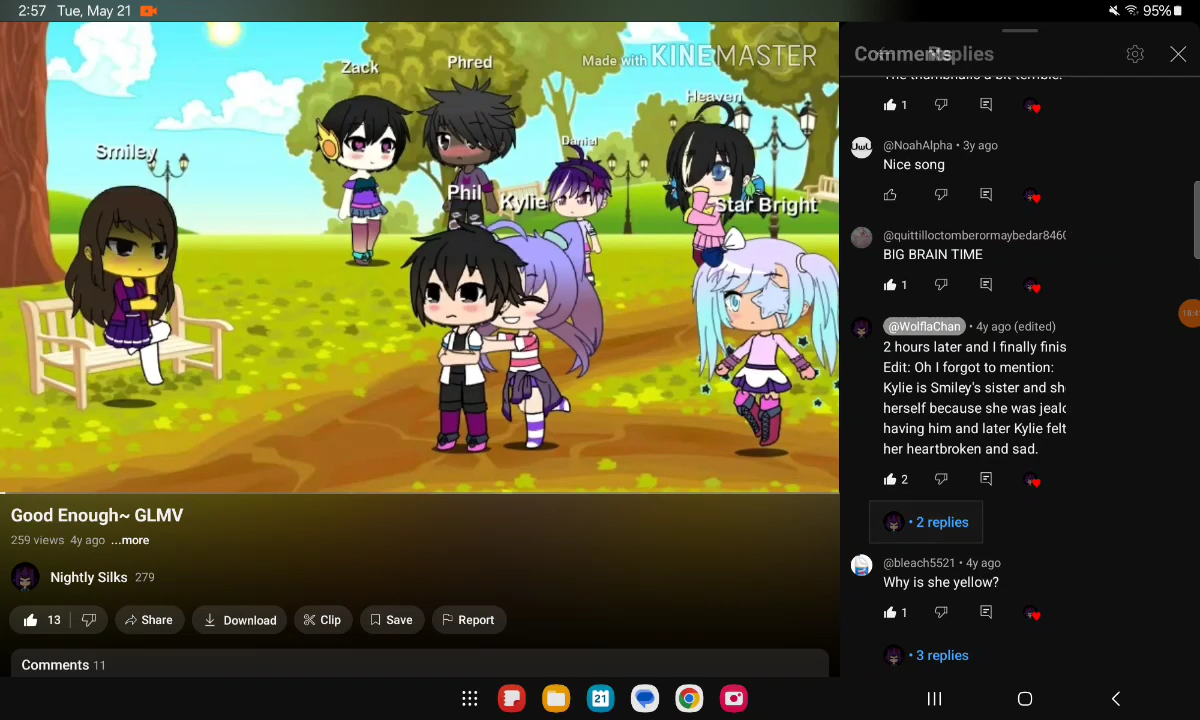 2:57 Tue, May 21
95%
Made with KINEMASTER
Zack
Phred
Heaven
Daniel
Smiley
Phil
Kylie
Star Bright
Good Enough~ GLMV
259 views 4y ago ...more
Nightly Silks 279
13
Share
Download
Clip
Save
Report
Comments 11
Comments
Replies
1
@NoahAlpha • 3y ago
Nice song
@quittilloctomberormaybedar8460
BIG BRAIN TIME
1
@WolflaChan • 4y ago (edited)
2 hours later and I finally finis
Edit: Oh I forgot to mention:
Kylie is Smiley's sister and sh
herself because she was jealo
having him and later Kylie felt
her heartbroken and sad.
2
• 2 replies
@bleach5521 • 4y ago
Why is she yellow?
1
• 3 replies
21